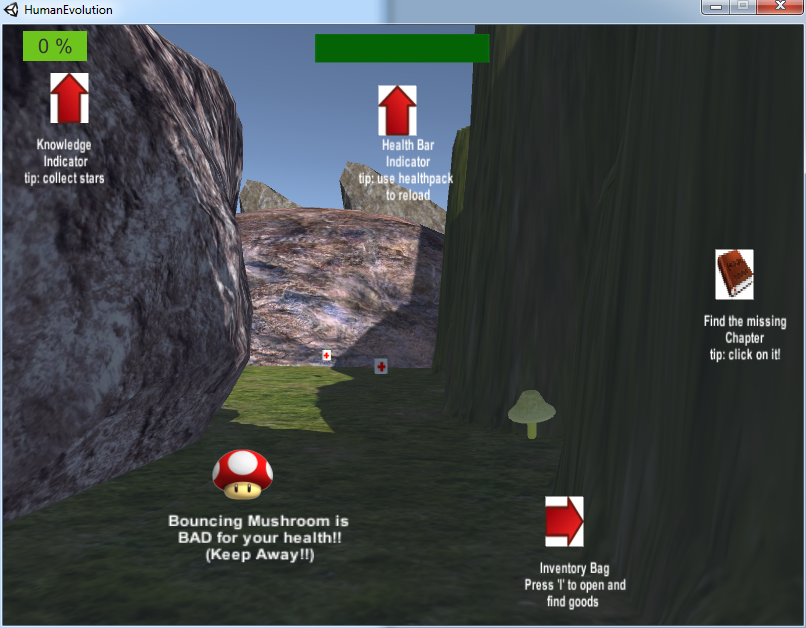 HumanEvolution
0 %
Knowledge
Indicator
tip: collect stars
Health Bar
Indicator
tip: use healthpack
to reload
Find the missing
Chapter
tip: click on it!
Bouncing Mushroom is
BAD for your health!!
(Keep Away!!)
Inventory Bag
Press 'I' to open and
find goods